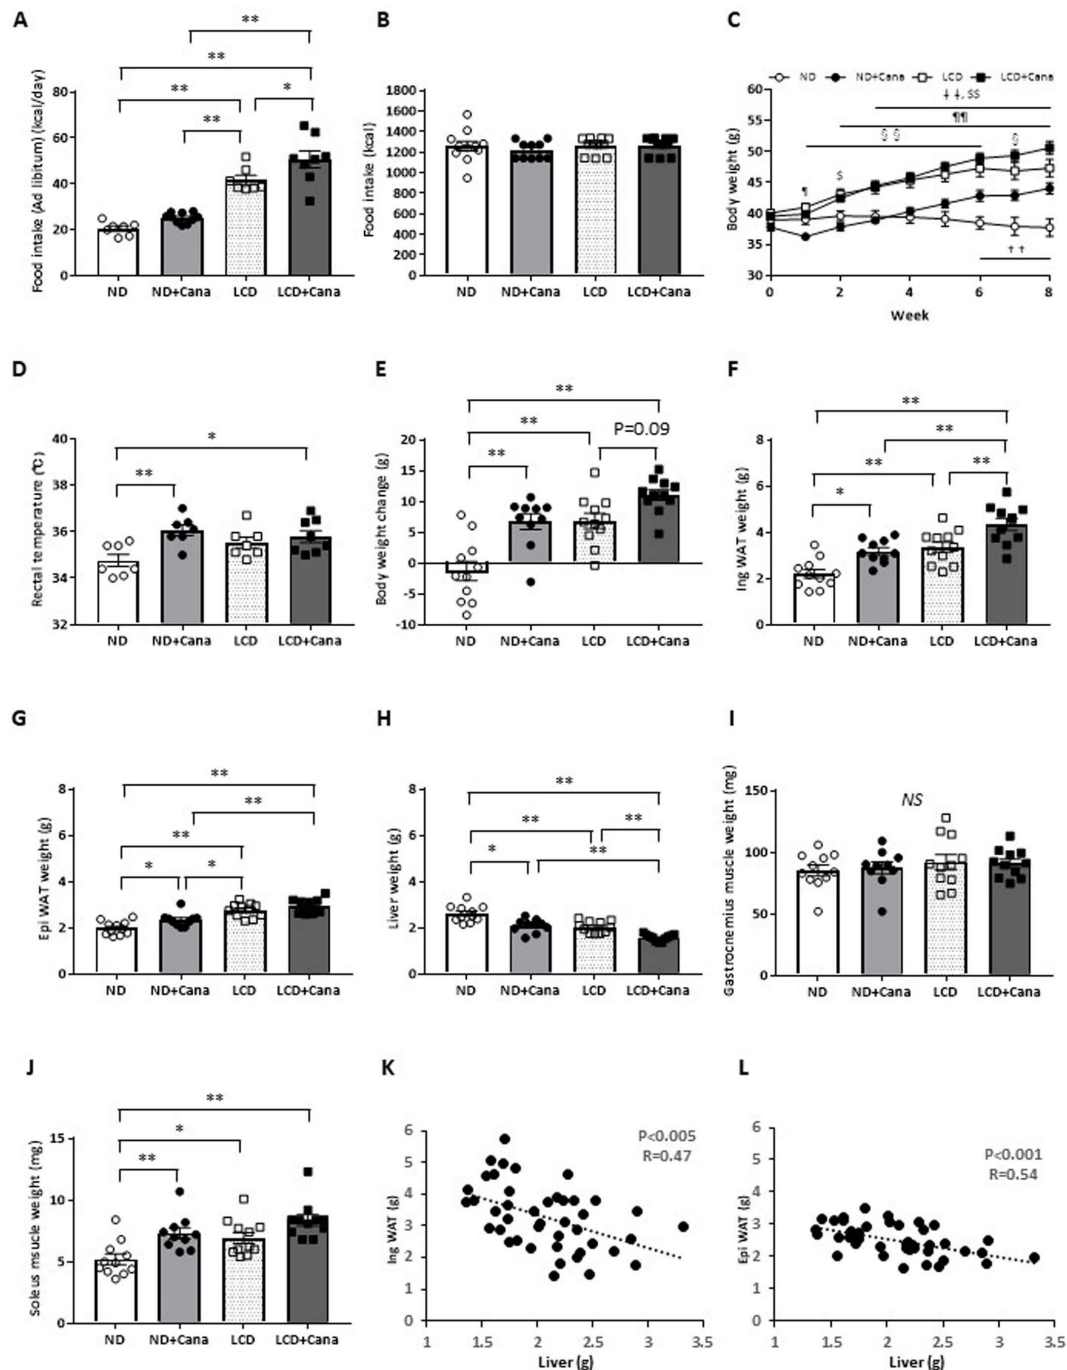 A
**
**
**
*
**
Food intake (Ad libitum) (kcal/day)
80
60
40
20
0
ND
ND+Cana
LCD
LCD+Cana
B
Food intake (kcal)
1800
1600
1400
1200
1000
800
600
400
200
0
ND
ND+Cana
LCD
LCD+Cana
C
ND
ND+Cana
LCD
LCD+Cana
Body weight (g)
60
55
50
45
40
35
30
‡ ‡, $$
¶¶
§ §
§
$
¶
† †
0
2
4
6
8
Week
D
Rectal temperature (℃)
40
38
36
34
32
*
**
ND
ND+Cana
LCD
LCD+Cana
E
**
**
P=0.09
**
Body weight change (g)
20
15
10
5
0
-5
-10
ND
ND+Cana
LCD
LCD+Cana
F
**
**
**
**
*
Ing WAT weight (g)
8
6
4
2
0
ND
ND+Cana
LCD
LCD+Cana
G
**
**
**
*
*
Epi WAT weight (g)
8
6
4
2
0
ND
ND+Cana
LCD
LCD+Cana
H
**
**
**
*
**
Liver weight (g)
8
6
4
2
0
ND
ND+Cana
LCD
LCD+Cana
I
NS
Gastrocnemius muscle weight (mg)
150
100
50
0
ND
ND+Cana
LCD
LCD+Cana
J
**
*
**
Soleus msucle weight (mg)
15
10
5
0
ND
ND+Cana
LCD
LCD+Cana
K
P<0.005
R=0.47
Ing WAT (g)
6
5
4
3
2
1
0
1
1.5
2
2.5
3
3.5
Liver (g)
L
P<0.001
R=0.54
Epi WAT (g)
6
5
4
3
2
1
0
1
1.5
2
2.5
3
3.5
Liver (g)